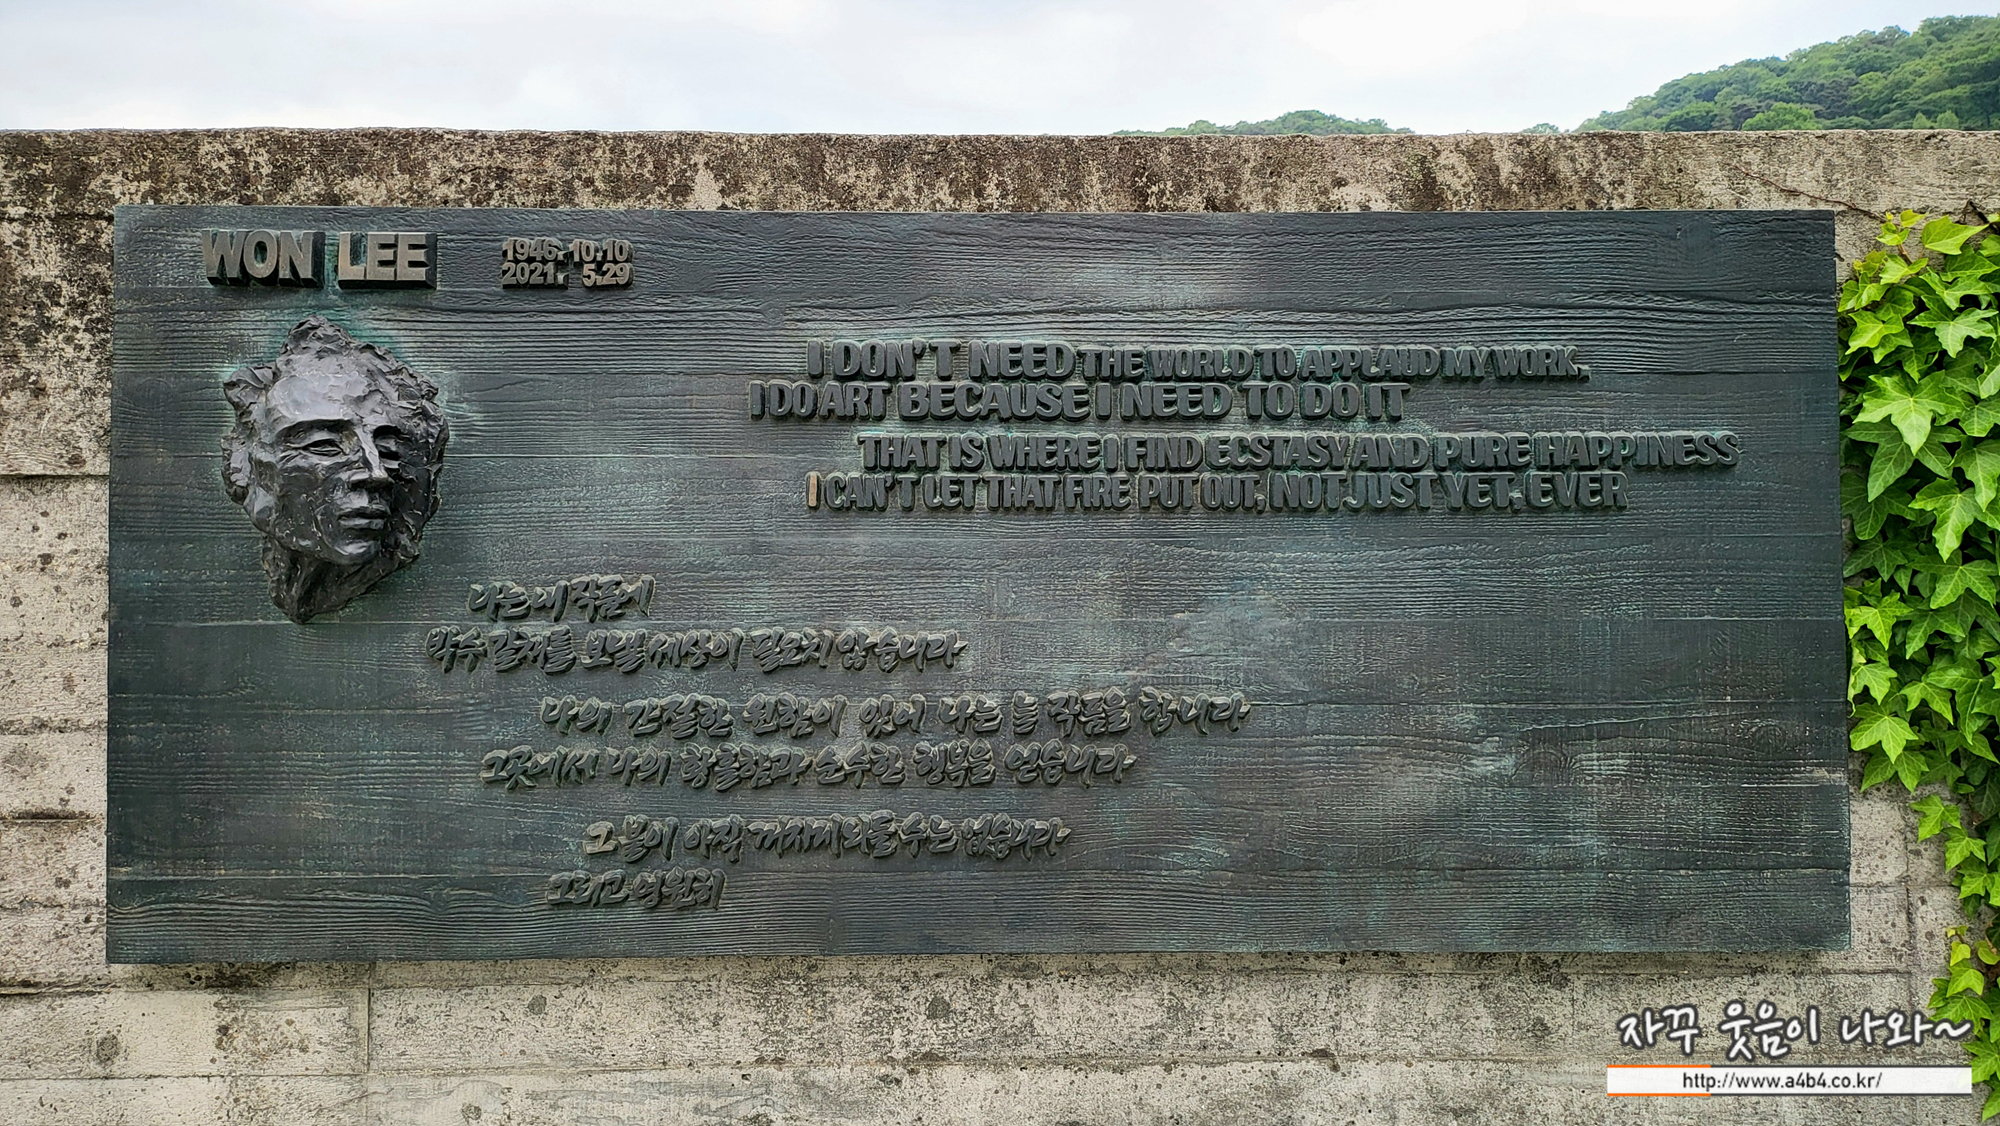 WON LEE
1946. 10. 10
2021. 5. 29
I DON'T NEED THE WORLD TO APPLAUD MY WORK,
I DO ART BECAUSE I NEED TO DO IT
THAT IS WHERE I FIND ECSTASY AND PURE HAPPINESS
I CAN'T LET THAT FIRE PUT OUT, NOT JUST YET, EVER
나는 내 작품에
박수 갈채를 보낼 세상이 필요치 않습니다
나의 간절한 원함이 있어 나는 늘 작품을 합니다
그곳에서 나의 황홀함과 순수한 행복을 얻습니다
그 불이 아직 꺼지게 놔둘 수는 없습니다
그리고 영원히
자꾸 웃음이 나와~
http://www.a4b4.co.kr/